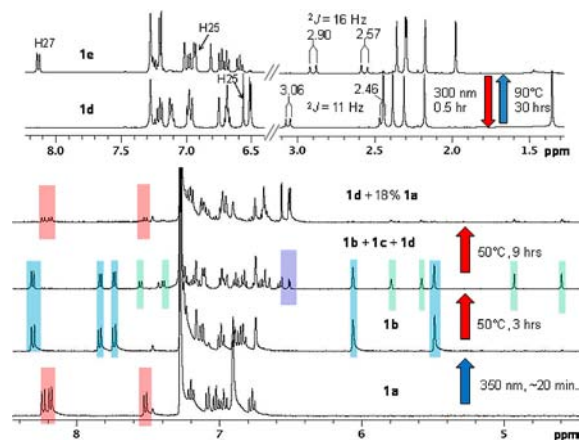 H27
1e
H25
²J = 16 Hz
2.90 2.57
H25
1d
3.06
²J = 11 Hz
2.46
300 nm
0.5 hr
90°C
30 hrs
8.0 7.5 7.0 6.5 3.0 2.5 2.0 1.5 ppm
1d + 18% 1a
50°C, 9 hrs
1b + 1c + 1d
50°C, 3 hrs
1b
350 nm, ~20 min.
1a
8 7 6 5 ppm